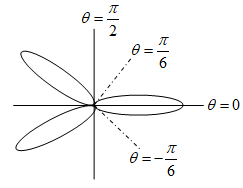 θ = π/2
θ = π/6
θ = 0
θ = -π/6